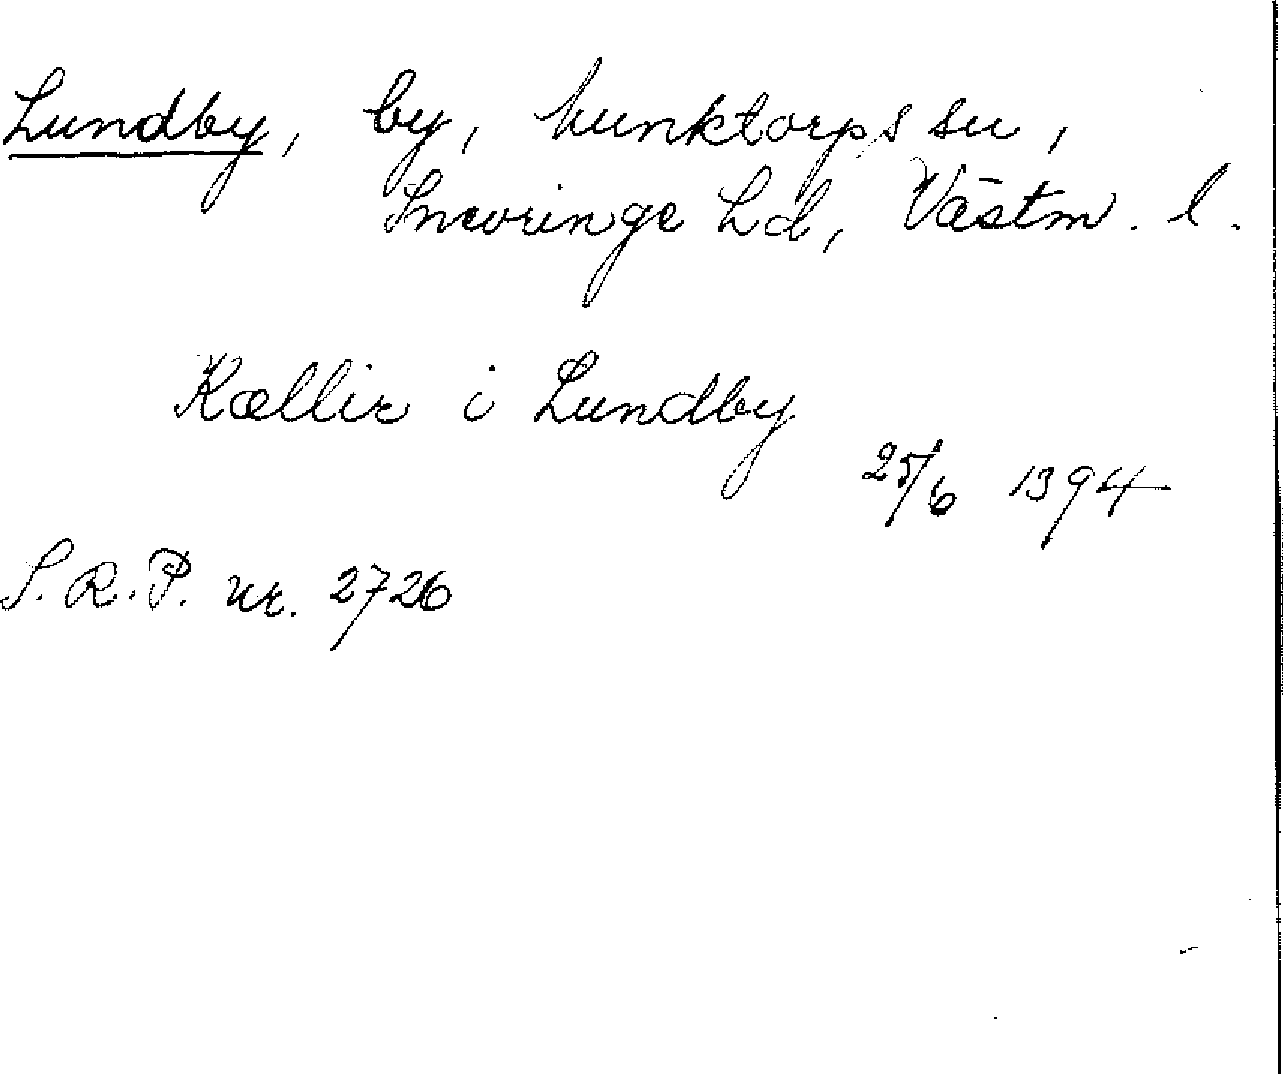 Lundby, by, Munktorps sn,
Snevringe hd, Västm. l.
Kællir i Lundby
25/6 1394
S.R.P. nr. 2726